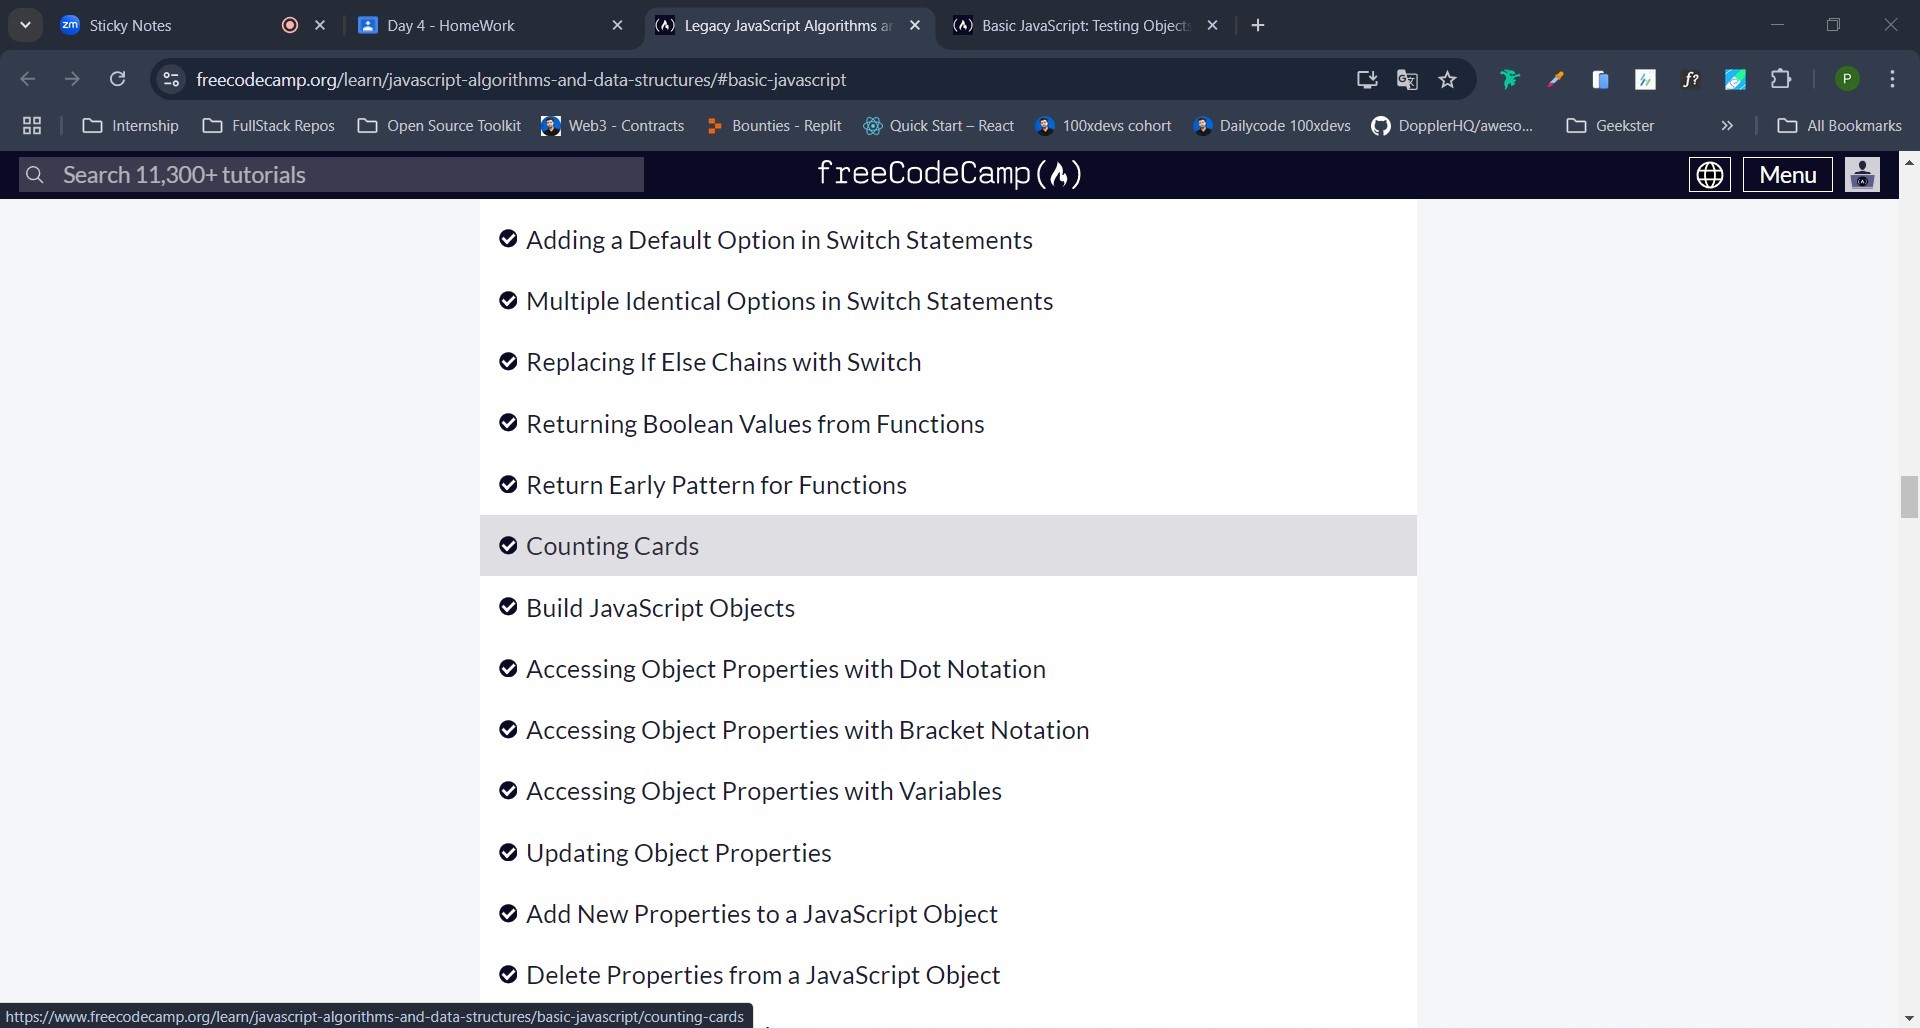 zm Sticky Notes
Day 4 - HomeWork
Legacy JavaScript Algorithms ar
Basic JavaScript: Testing Objects
freecodecamp.org/learn/javascript-algorithms-and-data-structures/#basic-javascript
f?
P
Internship
FullStack Repos
Open Source Toolkit
Web3 - Contracts
Bounties - Replit
Quick Start – React
100xdevs cohort
Dailycode 100xdevs
DopplerHQ/aweso...
Geekster
»
All Bookmarks
Search 11,300+ tutorials
freeCodeCamp
Menu
Adding a Default Option in Switch Statements
Multiple Identical Options in Switch Statements
Replacing If Else Chains with Switch
Returning Boolean Values from Functions
Return Early Pattern for Functions
Counting Cards
Build JavaScript Objects
Accessing Object Properties with Dot Notation
Accessing Object Properties with Bracket Notation
Accessing Object Properties with Variables
Updating Object Properties
Add New Properties to a JavaScript Object
Delete Properties from a JavaScript Object
https://www.freecodecamp.org/learn/javascript-algorithms-and-data-structures/basic-javascript/counting-cards